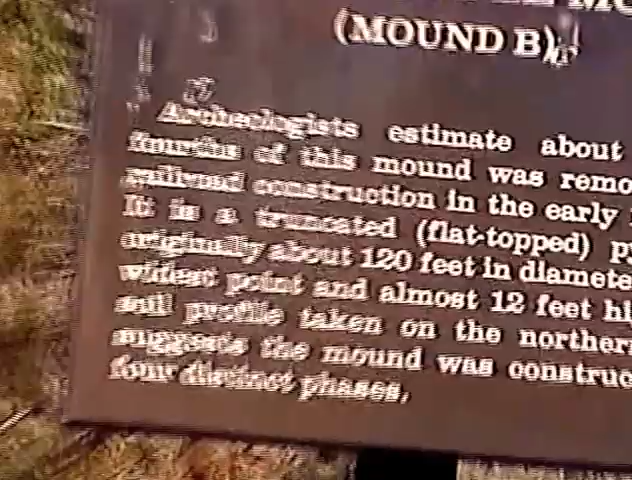 (MOUND B)
Archeologists estimate about
fourths of this mound was remo
railroad construction in the early
It is a truncated (flat-topped) py
originally about 120 feet in diamete
widest point and almost 12 feet hi
soil profile taken on the northern
suggests the mound was construc
four distinct phases.